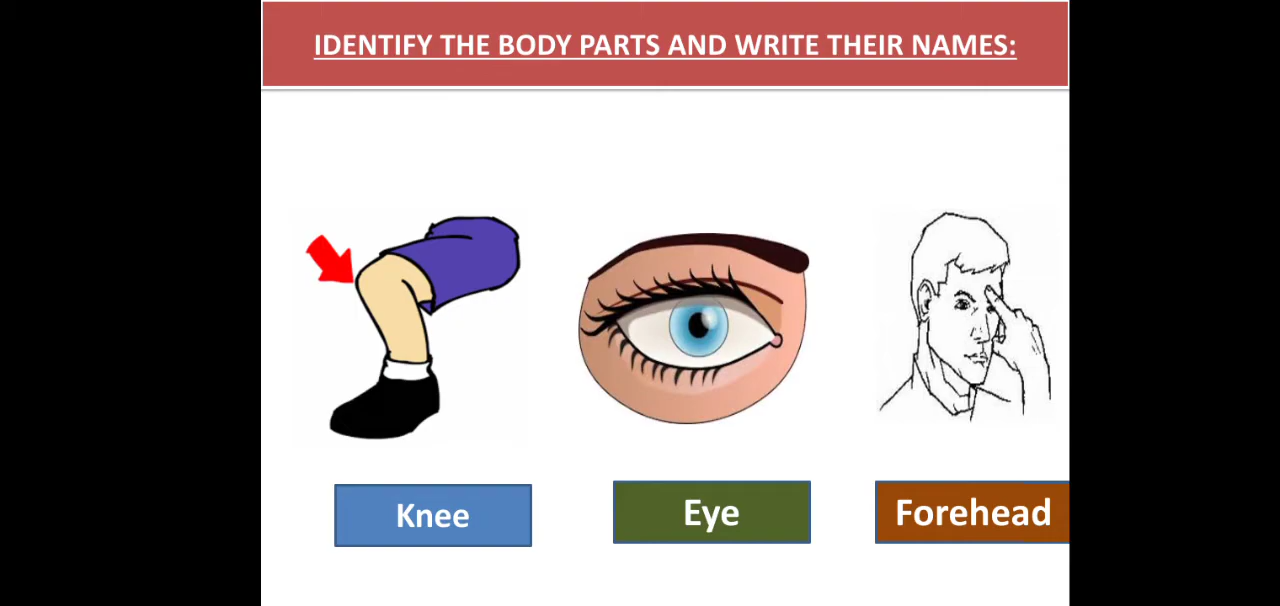 IDENTIFY THE BODY PARTS AND WRITE THEIR NAMES:
Knee
Eye
Forehead